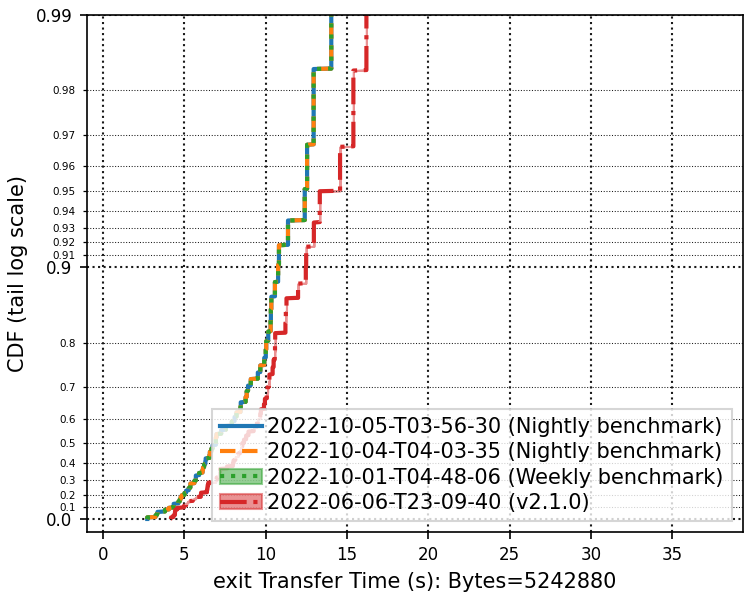 0.99
0.98
0.97
0.96
0.95
0.94
0.93
0.92
0.91
0.9
0.8
0.7
0.6
0.5
0.4
0.3
0.2
0.1
0.0
CDF (tail log scale)
2022-10-05-T03-56-30 (Nightly benchmark)
2022-10-04-T04-03-35 (Nightly benchmark)
2022-10-01-T04-48-06 (Weekly benchmark)
2022-06-06-T23-09-40 (v2.1.0)
0 5 10 15 20 25 30 35
exit Transfer Time (s): Bytes=5242880